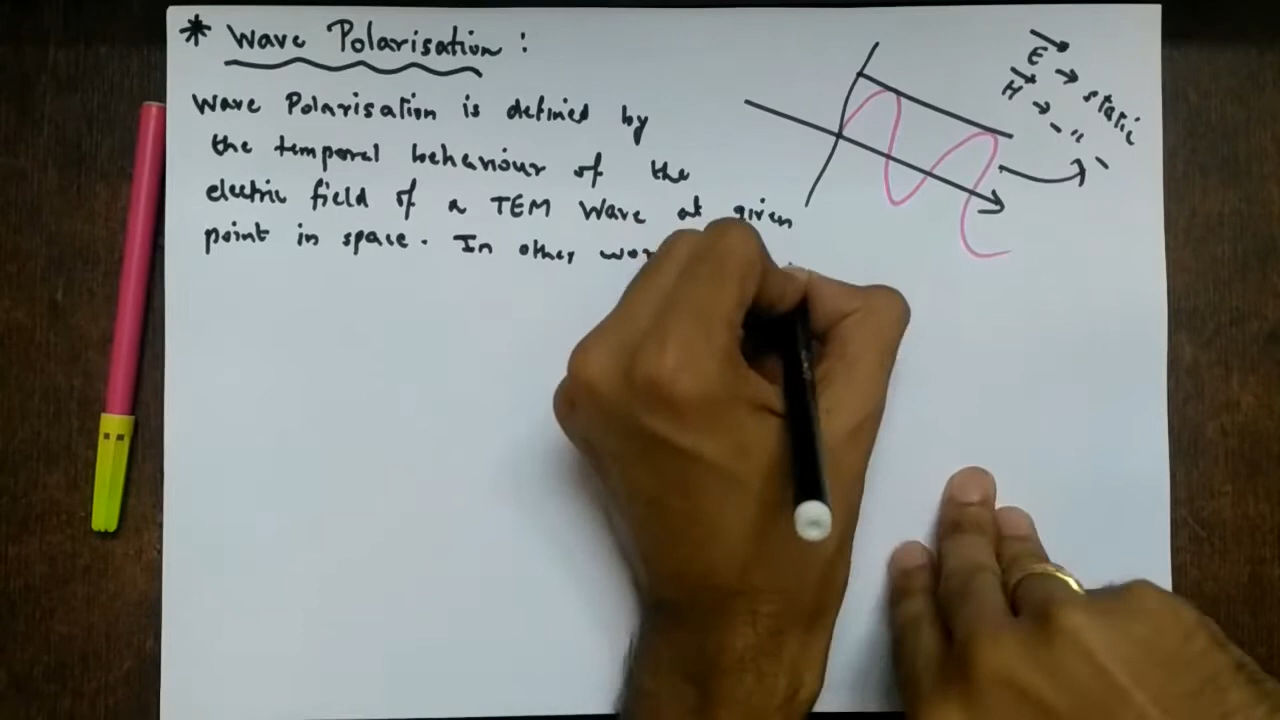 * Wave Polarisation :
Wave Polarisation is defined by
the temporal behaviour of the
electric field of a TEM Wave at given
point in space. In other
E → static
H → - " -